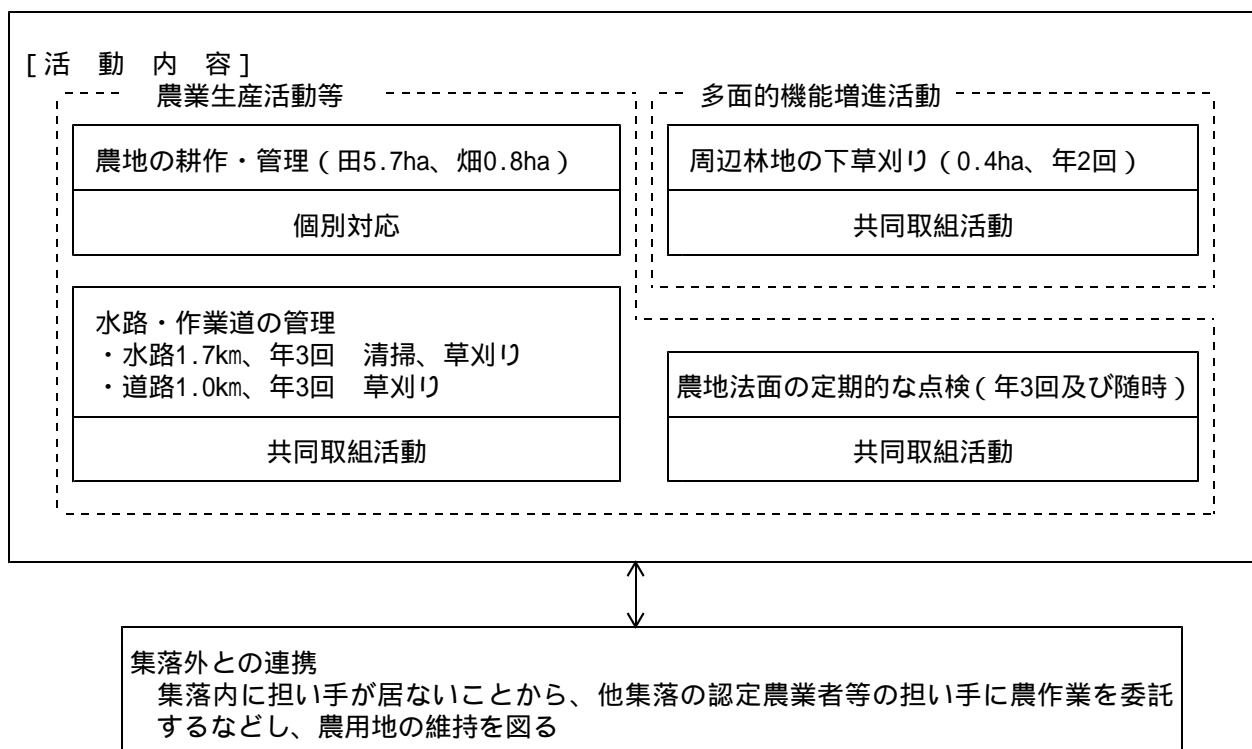 [活 動 内 容]
農業生産活動等
多面的機能増進活動
農地の耕作・管理(田5.7ha、畑0.8ha)
個別対応
周辺林地の下草刈り(0.4ha、年2回)
共同取組活動
水路・作業道の管理
・水路1.7㎞、年3回 清掃、草刈り
・道路1.0㎞、年3回 草刈り
共同取組活動
農地法面の定期的な点検(年3回及び随時)
共同取組活動
集落外との連携
集落内に担い手が居ないことから、他集落の認定農業者等の担い手に農作業を委託
するなどし、農用地の維持を図る